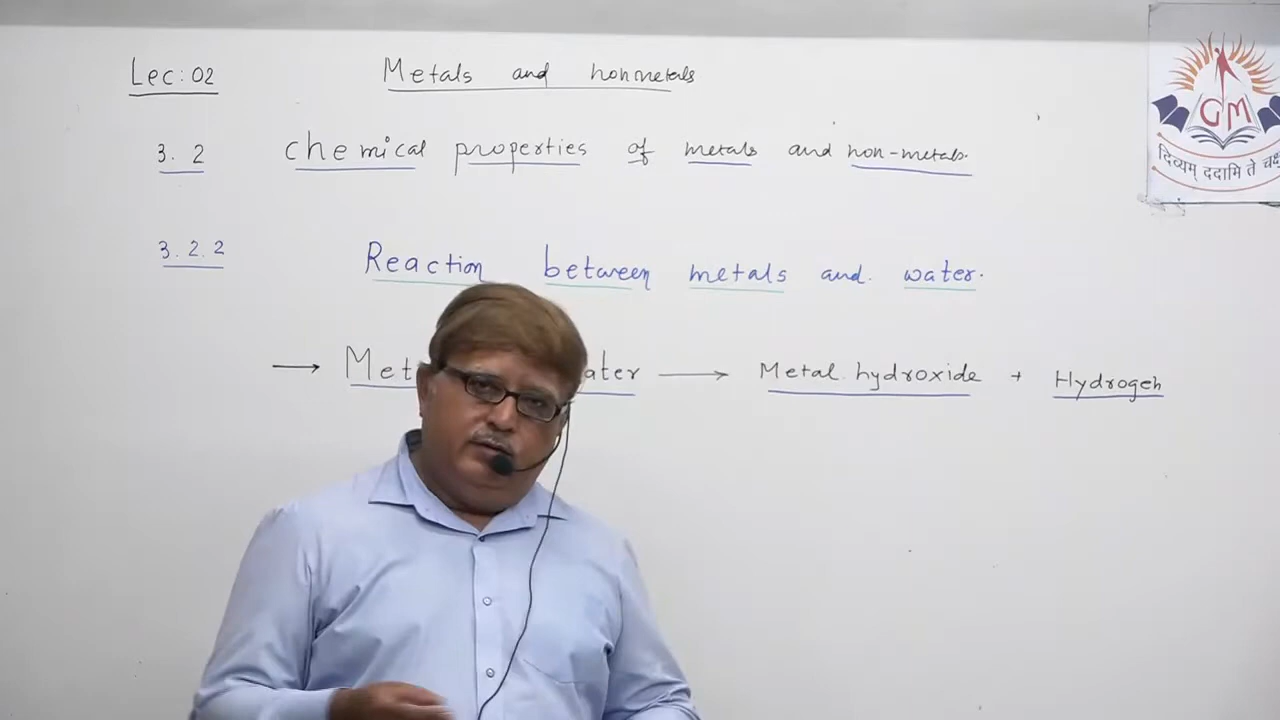 Lec: 02
Metals and nonmetals
3. 2 chemical properties of metals and non-metals.
3. 2. 2 Reaction between metals and. water.
→ Met ater → Metal hydroxide + Hydrogen
GM
दिव्यम् ददामि ते चक्षु